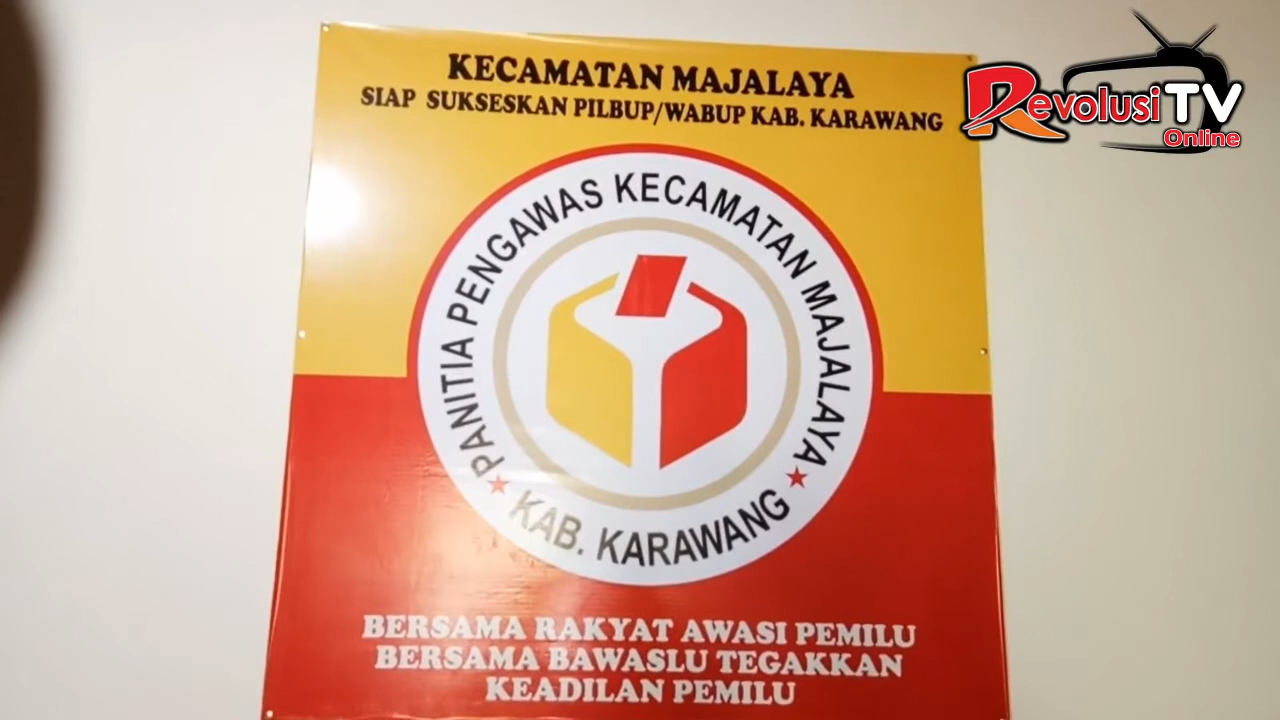 KECAMATAN MAJALAYA
SIAP SUKSESKAN PILBUP/WABUP KAB. KARAWANG
Revolusi TV
Online
PANITIA PENGAWAS KECAMATAN MAJALAYA
KAB. KARAWANG
BERSAMA RAKYAT AWASI PEMILU
BERSAMA BAWASLU TEGAKKAN
KEADILAN PEMILU